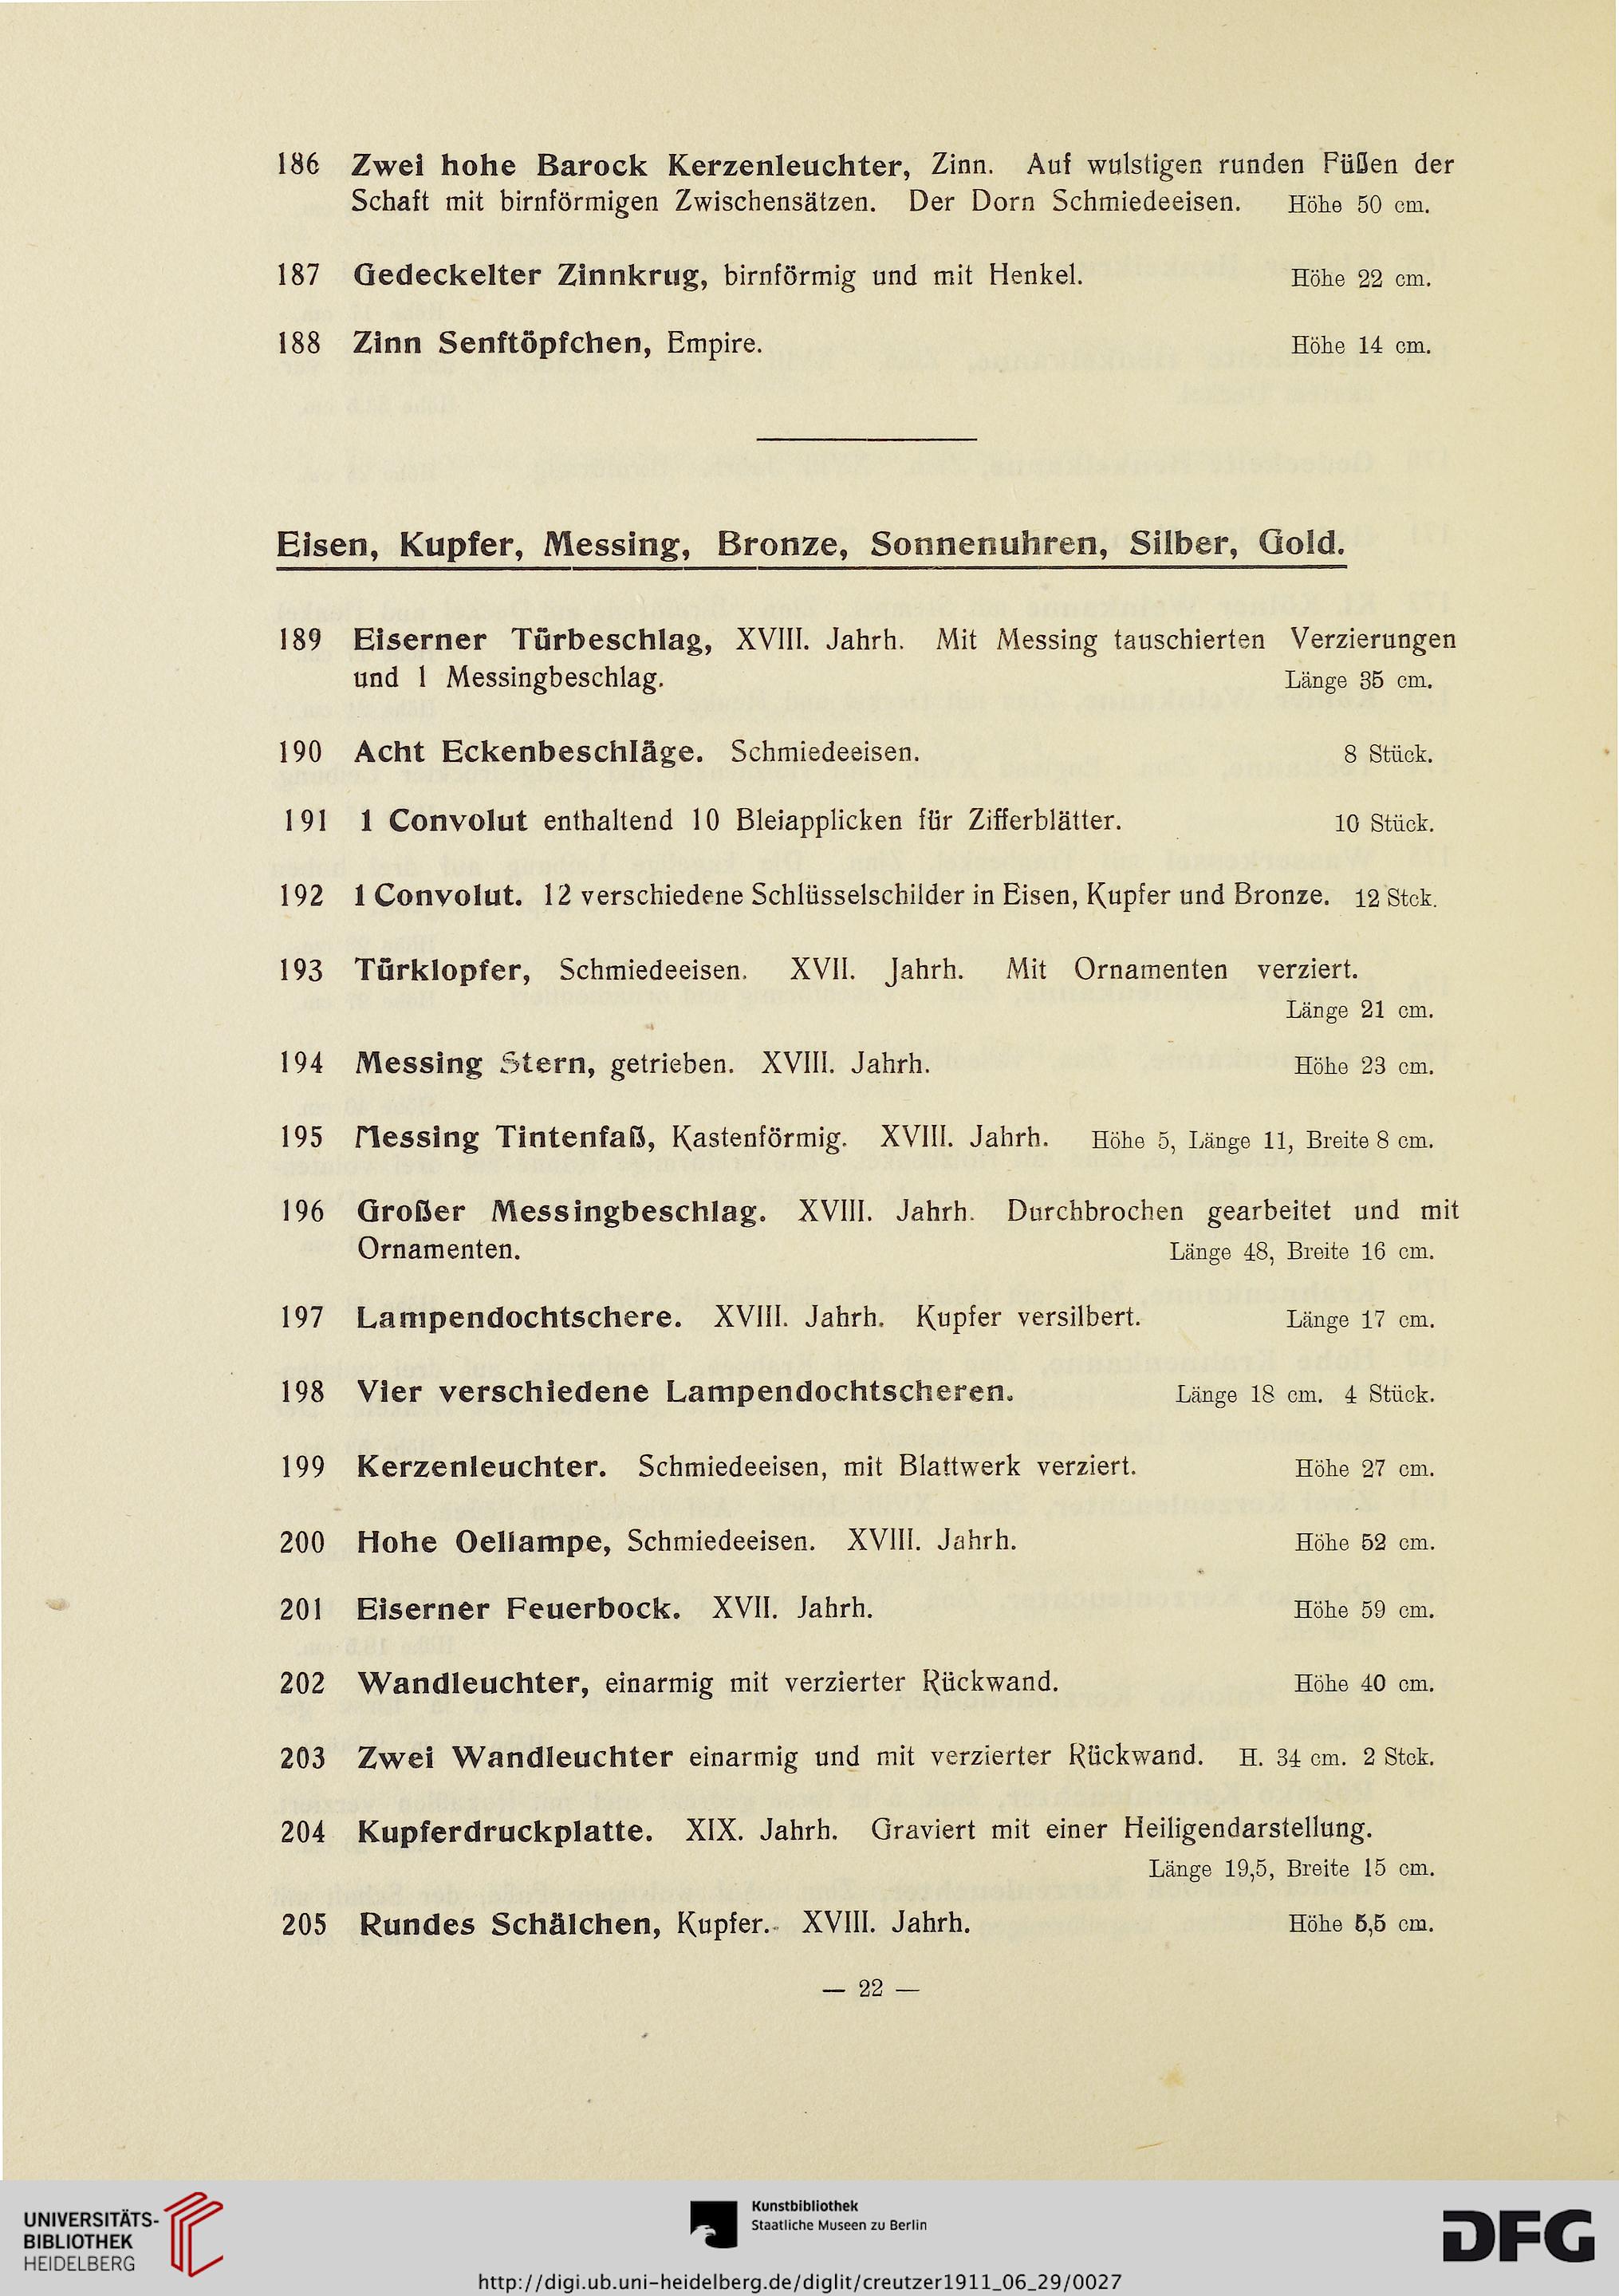 186 Zwei hohe Barock Kerzenleuchter, Zinn. Auf wulstigen runden Füßen der
Schaft mit birnförmigen Zwischensätzen. Der Dorn Schmiedeeisen. Höhe 50 cm.
187 Gedeckelter Zinnkrug, birnförmig und mit Henkel. Höhe 22 cm.
188 Zinn Senftöpfchen, Empire. Höhe 14 cm.
Eisen, Kupfer, Messing, Bronze, Sonnenuhren, Silber, Gold.
189 Eiserner Türbeschlag, XVIII. Jahrh. Mit Messing tauschierten Verzierungen
und 1 Messingbeschlag. Länge 35 cm.
190 Acht Eckenbeschläge. Schmiedeeisen. 8 Stück.
191 1 Convolut enthaltend 10 Bleiapplicken für Zifferblätter. 10 Stück.
192 1 Convolut. 12 verschiedene Schlüsselschilder in Eisen, Kupfer und Bronze. 12 Stck.
193 Türklopfer, Schmiedeeisen. XVII. Jahrh. Mit Ornamenten verziert.
Länge 21 cm.
194 Messing Stern, getrieben. XVIII. Jahrh. Höhe 23 cm.
195 Messing Tintenfaß, Kastenförmig. XVIII. Jahrh. Höhe 5, Länge 11, Breite 8 cm.
196 Großer Messingbeschlag. XVIII. Jahrh. Durchbrochen gearbeitet und mit
Ornamenten. Länge 48, Breite 16 cm.
197 Lampendochtschere. XVIII. Jahrh. Kupfer versilbert. Länge 17 cm.
198 Vier verschiedene Lampendochtscheren. Länge 18 cm. 4 Stück.
199 Kerzenleuchter. Schmiedeeisen, mit Blattwerk verziert. Höhe 27 cm.
200 Hohe Oellampe, Schmiedeeisen. XVIII. Jahrh. Höhe 52 cm.
201 Eiserner Feuerbock. XVII. Jahrh. Höhe 59 cm.
202 Wandleuchter, einarmig mit verzierter Rückwand. Höhe 40 cm.
203 Zwei Wandleuchter einarmig und mit verzierter Rückwand. H. 34 cm. 2 Stck.
204 Kupferdruckplatte. XIX. Jahrh. Graviert mit einer Heiligendarstellung.
Länge 19,5, Breite 15 cm.
205 Rundes Schälchen, Kupfer. XVIII. Jahrh. Höhe 5,5 cm.
— 22 —
UNIVERSITÄTS-
BIBLIOTHEK
HEIDELBERG
Kunstbibliothek
Staatliche Museen zu Berlin
DFG
http://digi.ub.uni-heidelberg.de/diglit/creutzer1911_06_29/0027